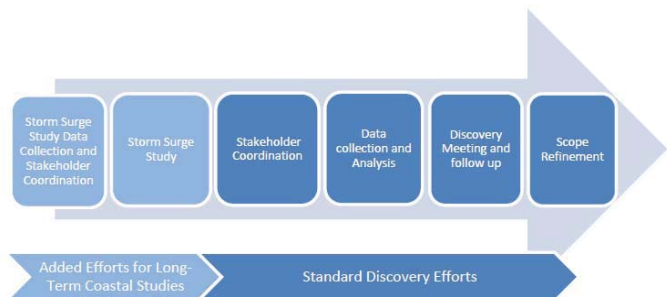 Storm Surge
Study Data
Collection and
Stakeholder
Coordination
Storm Surge
Study
Stakeholder
Coordination
Data
collection and
Analysis
Discovery
Meeting and
follow up
Scope
Refinement
Added Efforts for Long-
Term Coastal Studies
Standard Discovery Efforts